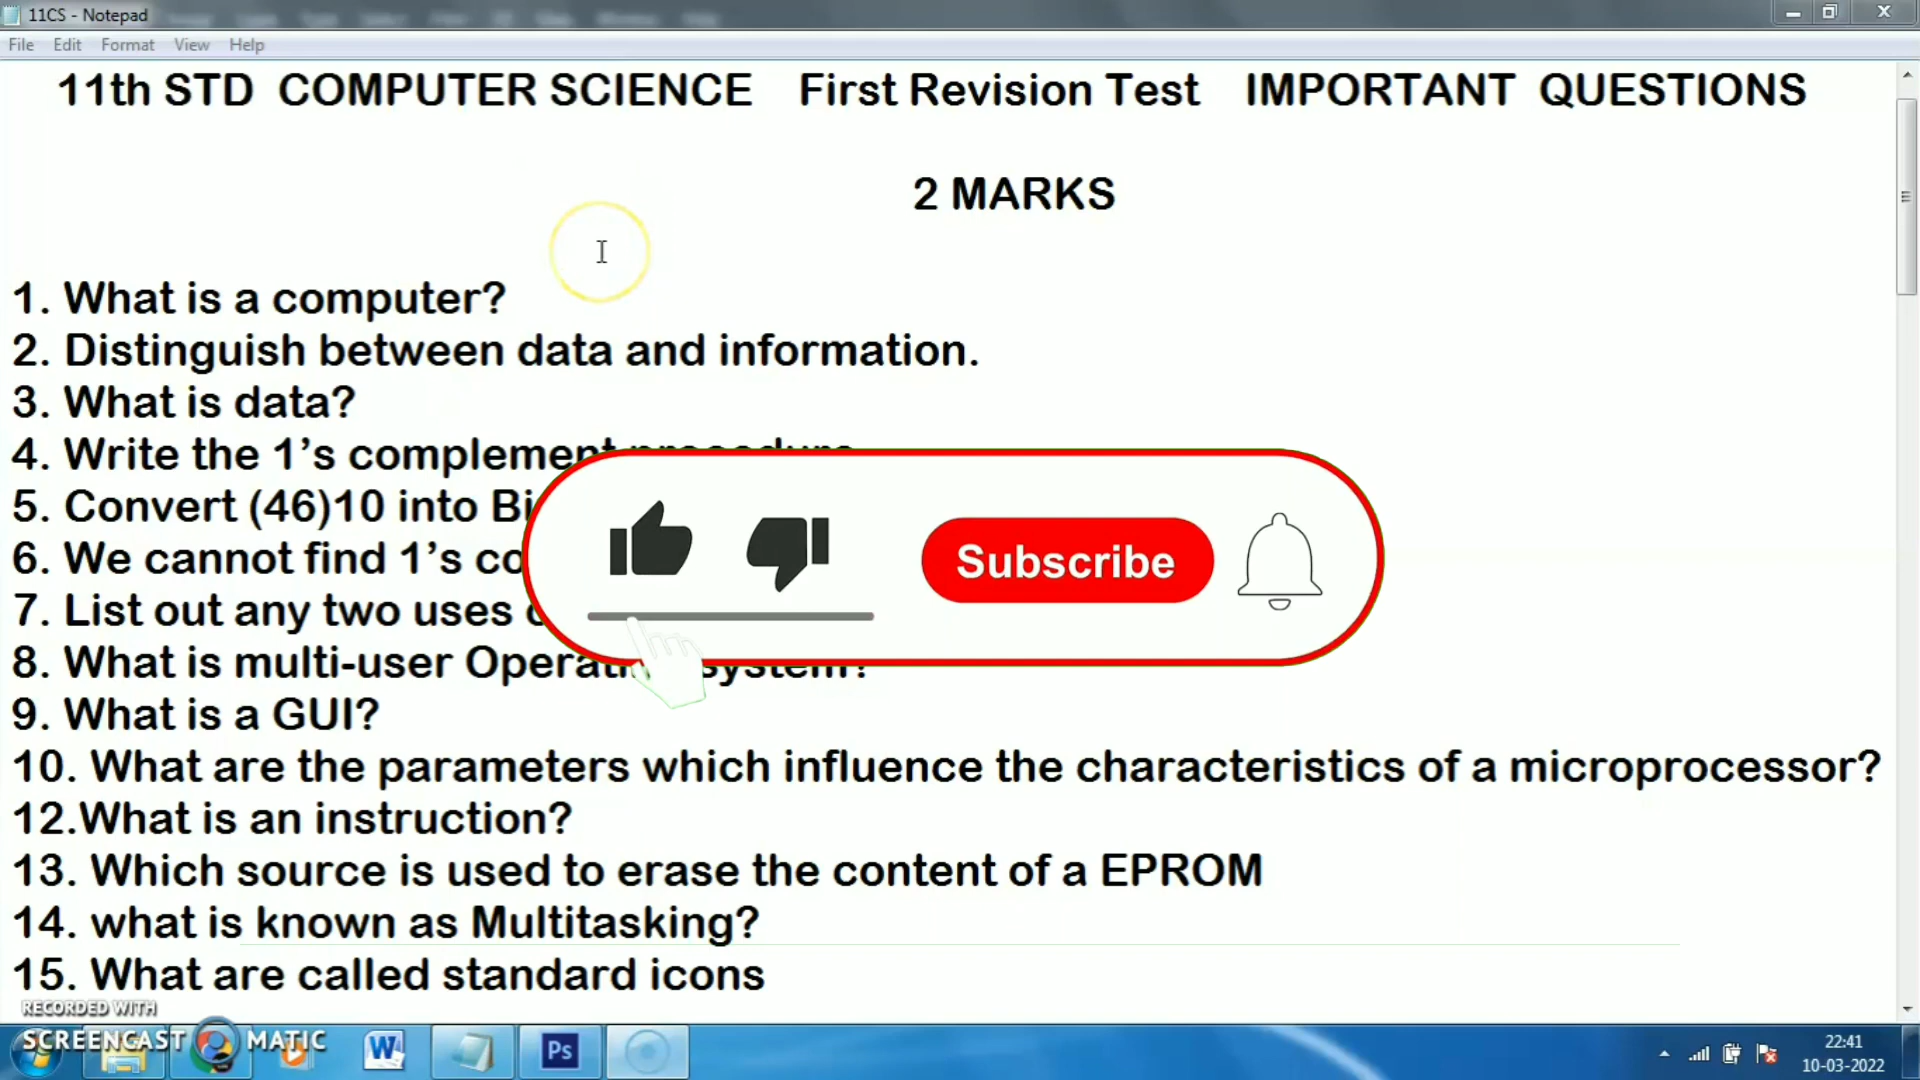 11CS - Notepad
File Edit Format View Help
11th STD COMPUTER SCIENCE First Revision Test IMPORTANT QUESTIONS
2 MARKS
1. What is a computer?
2. Distinguish between data and information.
3. What is data?
4. Write the 1’s complement procedure
5. Convert (46)10 into
6. We cannot find 1’s
7. List out any two uses
8. What is multi-user Operating system?
9. What is a GUI?
Subscribe
10. What are the parameters which influence the characteristics of a microprocessor?
12.What is an instruction?
13. Which source is used to erase the content of a EPROM
14. what is known as Multitasking?
15. What are called standard icons
RECORDED WITH
SCREENCAST MATIC
W
Ps
22:41
10-03-2022